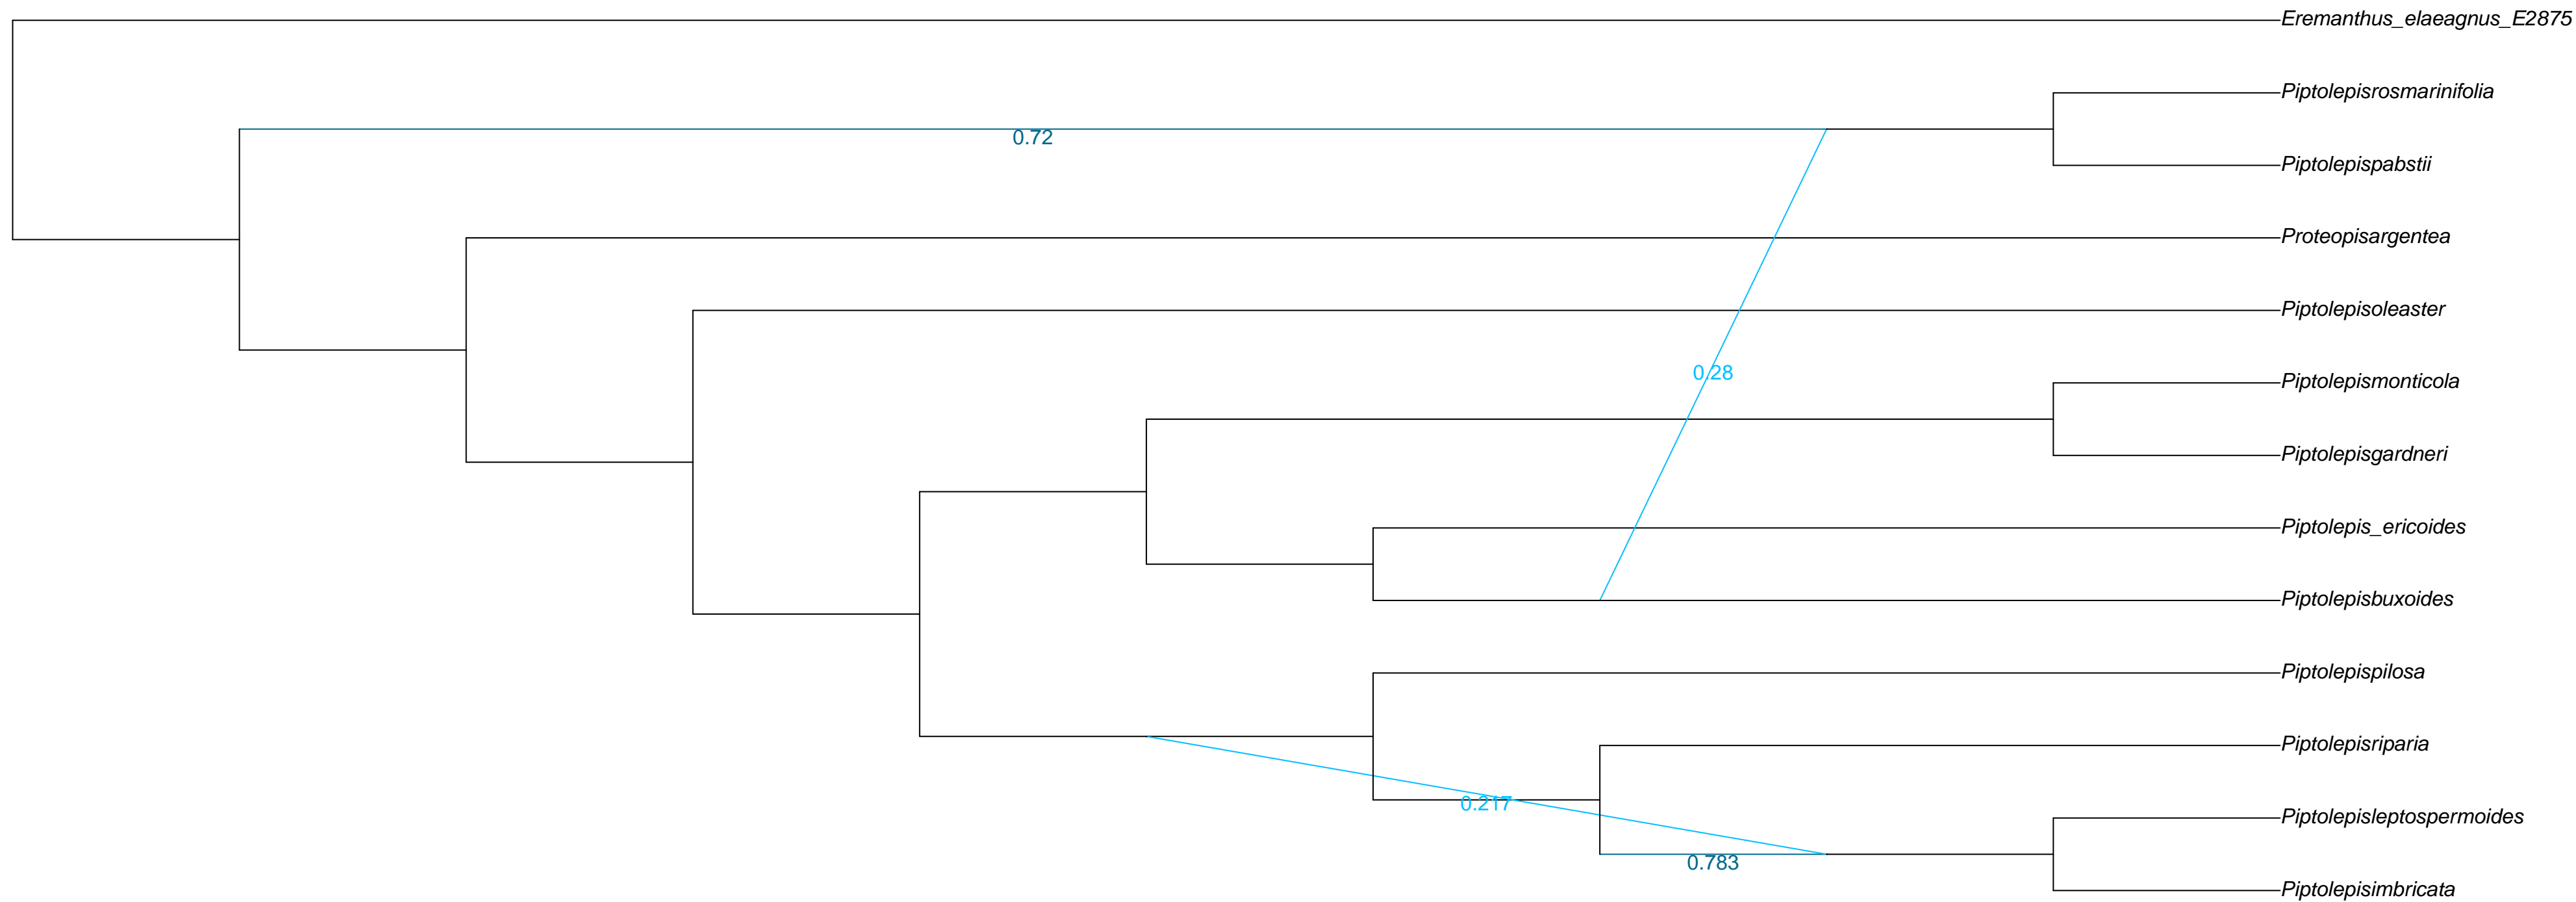 Eremanthus_elaeagnus_E2875
Piptolepisrosmarinifolia
0.72
Piptolepispabstii
Proteopisargentea
Piptolepisoleaster
0.28
Piptolepismonticola
Piptolepisgardneri
Piptolepis_ericoides
Piptolepisbuxoides
Piptolepispilosa
Piptolepisriparia
0.217
Piptolepisleptospermoides
0.783
Piptolepisimbricata